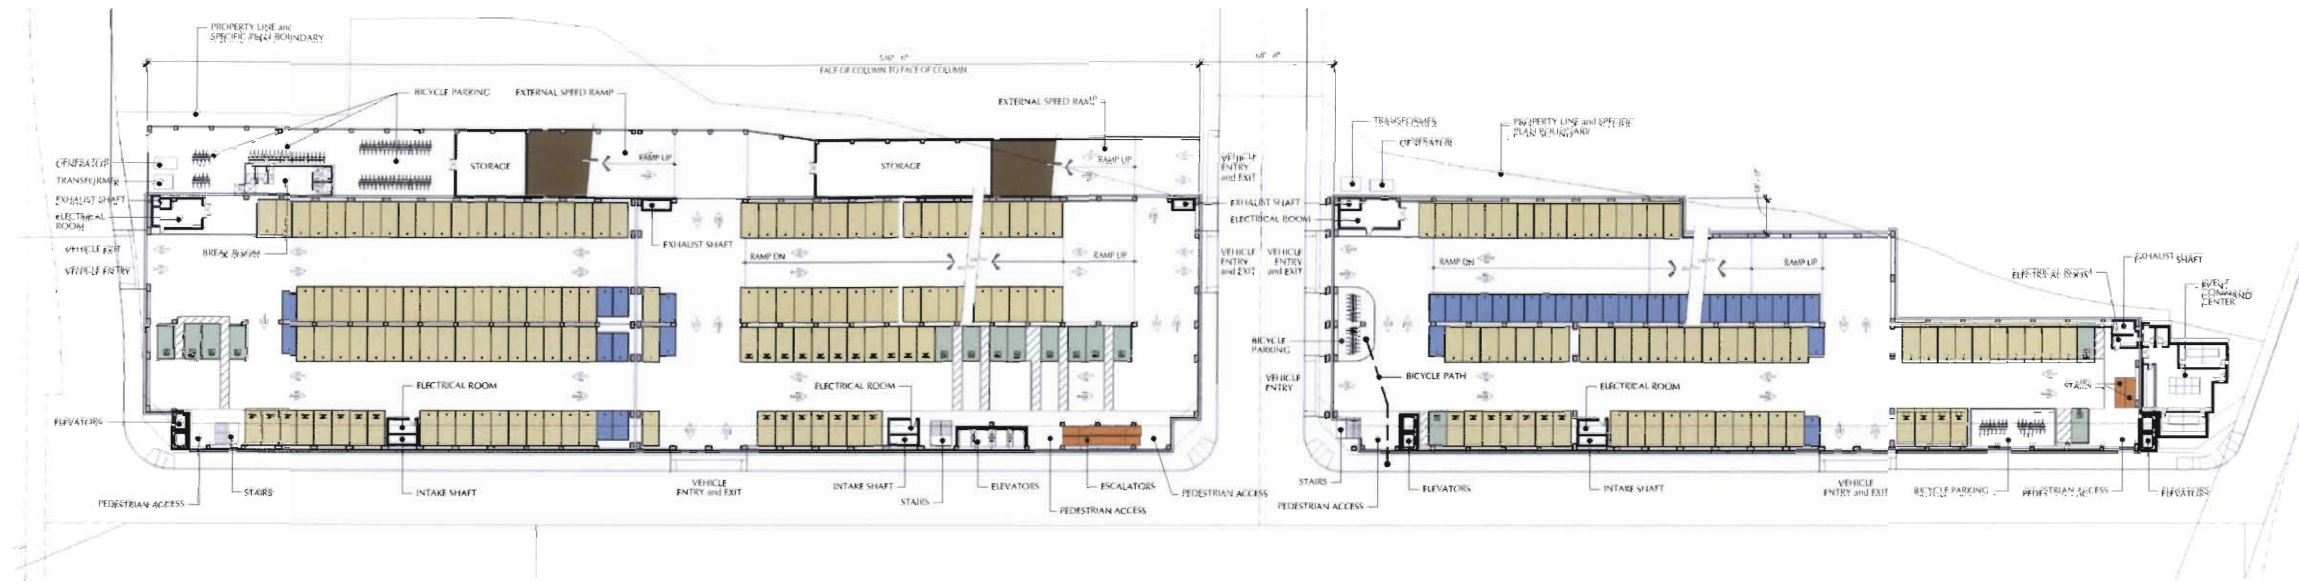 PROPERTY LINE and
SPECIFIC PLAN BOUNDARY
FACE OF COLUMN TO FACE OF COLUMN
BICYCLE PARKING
EXTERNAL SPEED RAMP
EXTERNAL SPEED RAMP
TRANSFORMER
GENERATOR
PROPERTY LINE and SPECIFIC
PLAN BOUNDARY
GENERATOR
TRANSFORMER
STORAGE
RAMP UP
STORAGE
RAMP UP
VEHICLE
ENTRY
and EXIT
EXHAUST SHAFT
ELECTRICAL
ROOM
EXHAUST SHAFT
ELECTRICAL ROOM
VEHICLE EXIT
VEHICLE ENTRY
BREAK ROOM
EXHAUST SHAFT
RAMP DN
RAMP UP
VEHICLE
ENTRY
and EXIT
VEHICLE
ENTRY
and EXIT
RAMP DN
RAMP UP
EXHAUST SHAFT
ELECTRICAL ROOM
EVENT
COMMAND
CENTER
BICYCLE
PARKING
VEHICLE
ENTRY
BICYCLE PATH
ELECTRICAL ROOM
ELECTRICAL ROOM
ELECTRICAL ROOM
STAIRS
ELEVATORS
PEDESTRIAN ACCESS
STAIRS
INTAKE SHAFT
VEHICLE
ENTRY and EXIT
INTAKE SHAFT
STAIRS
ELEVATORS
ESCALATORS
PEDESTRIAN ACCESS
PEDESTRIAN ACCESS
STAIRS
PEDESTRIAN ACCESS
ELEVATORS
INTAKE SHAFT
VEHICLE
ENTRY and EXIT
BICYCLE PARKING
PEDESTRIAN ACCESS
ELEVATORS